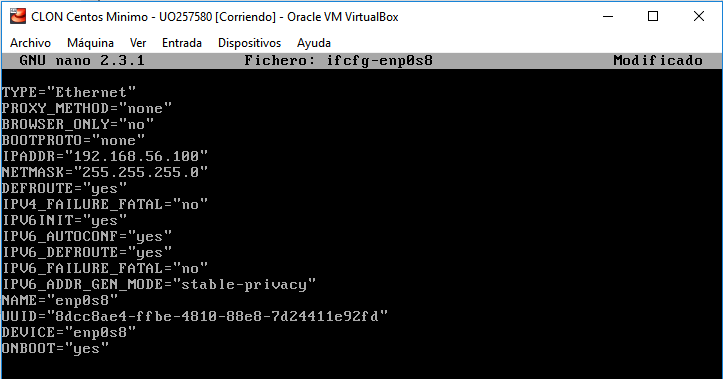 CLON Centos Minimo - UO257580 [Corriendo] - Oracle VM VirtualBox
Archivo Máquina Ver Entrada Dispositivos Ayuda
GNU nano 2.3.1 Fichero: ifcfg-enp0s8 Modificado
TYPE="Ethernet"
PROXY_METHOD="none"
BROWSER_ONLY="no"
BOOTPROTO="none"
IPADDR="192.168.56.100"
NETMASK="255.255.255.0"
DEFROUTE="yes"
IPV4_FAILURE_FATAL="no"
IPV6INIT="yes"
IPV6_AUTOCONF="yes"
IPV6_DEFROUTE="yes"
IPV6_FAILURE_FATAL="no"
IPV6_ADDR_GEN_MODE="stable-privacy"
NAME="enp0s8"
UUID="8dcc8ae4-ffbe-4810-88e8-7d24411e92fd"
DEVICE="enp0s8"
ONBOOT="yes"